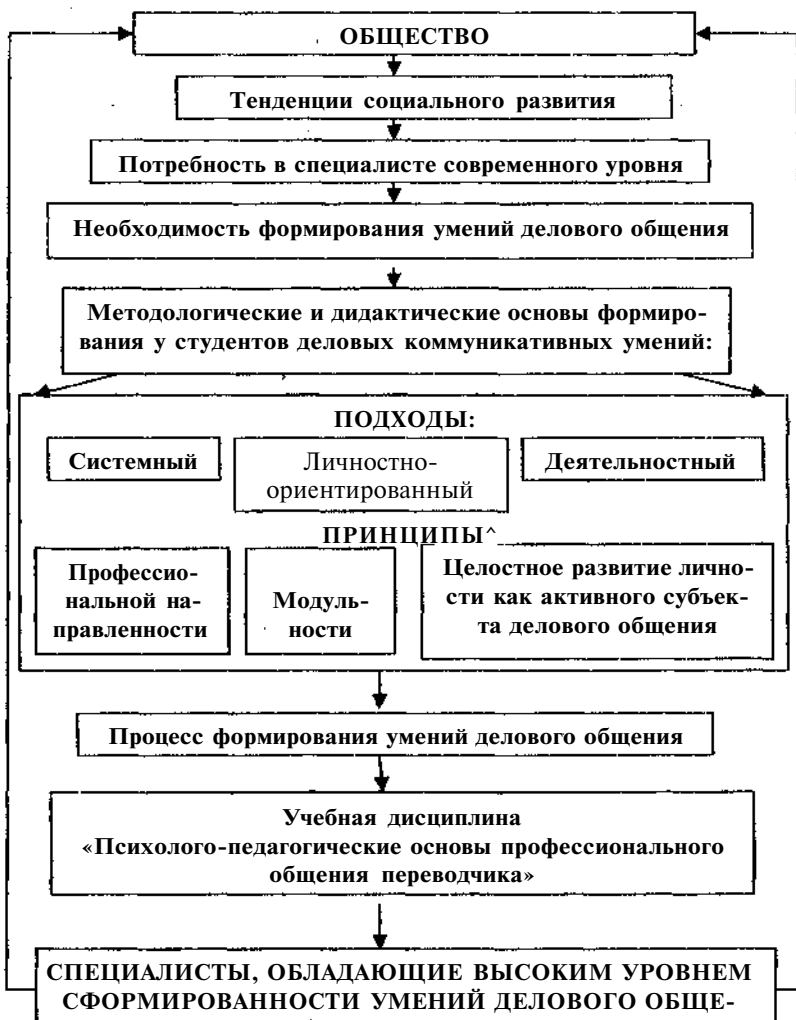 ОБЩЕСТВО
Тенденции социального развития
Потребность в специалисте современного уровня
Необходимость формирования умений делового общения
Методологические и дидактические основы формиро-
вания у студентов деловых коммуникативных умений:
ПОДХОДЫ:
Системный
Личностно-
ориентированный
Деятельностный
ПРИНЦИПЫ^
Профессио-
нальной на-
правленности
Модуль-
ности
Целостное развитие лично-
сти как активного субъек-
та делового общения
Процесс формирования умений делового общения
Учебная дисциплина
«Психолого-педагогические основы профессионального
общения переводчика»
СПЕЦИАЛИСТЫ, ОБЛАДАЮЩИЕ ВЫСОКИМ УРОВНЕМ
СФОРМИРОВАННОСТИ УМЕНИЙ ДЕЛОВОГО ОБЩЕ-